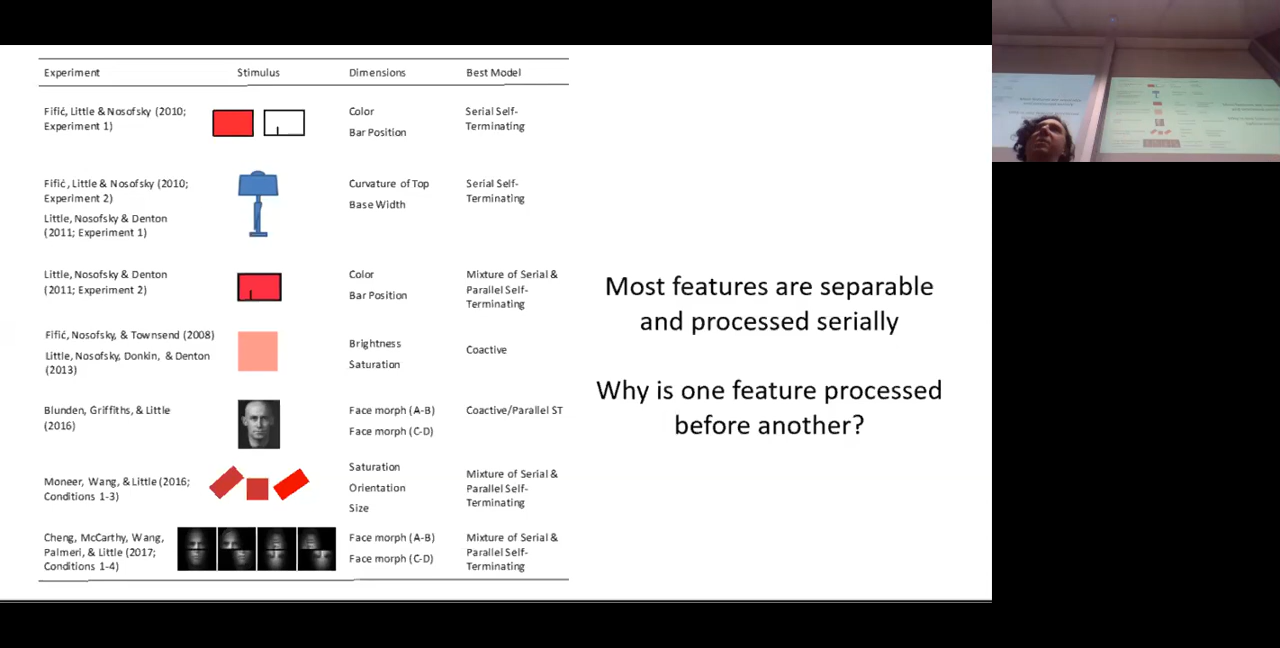 Experiment Stimulus Dimensions Best Model
Fifić, Little & Nosofsky (2010;
Experiment 1)
Color
Bar Position
Serial Self-
Terminating
Fifić, Little & Nosofsky (2010;
Experiment 2)
Little, Nosofsky & Denton
(2011; Experiment 1)
Curvature of Top
Base Width
Serial Self-
Terminating
Little, Nosofsky & Denton
(2011; Experiment 2)
Color
Bar Position
Mixture of Serial &
Parallel Self-
Terminating
Fifić, Nosofsky, & Townsend (2008)
Little, Nosofsky, Donkin, & Denton
(2013)
Brightness
Saturation
Coactive
Blunden, Griffiths, & Little
(2016)
Face morph (A-B)
Face morph (C-D)
Coactive/Parallel ST
Moneer, Wang, & Little (2016;
Conditions 1-3)
Saturation
Orientation
Size
Mixture of Serial &
Parallel Self-
Terminating
Cheng, McCarthy, Wang,
Palmeri, & Little (2017;
Conditions 1-4)
Face morph (A-B)
Face morph (C-D)
Mixture of Serial &
Parallel Self-
Terminating
Most features are separable
and processed serially
Why is one feature processed
before another?